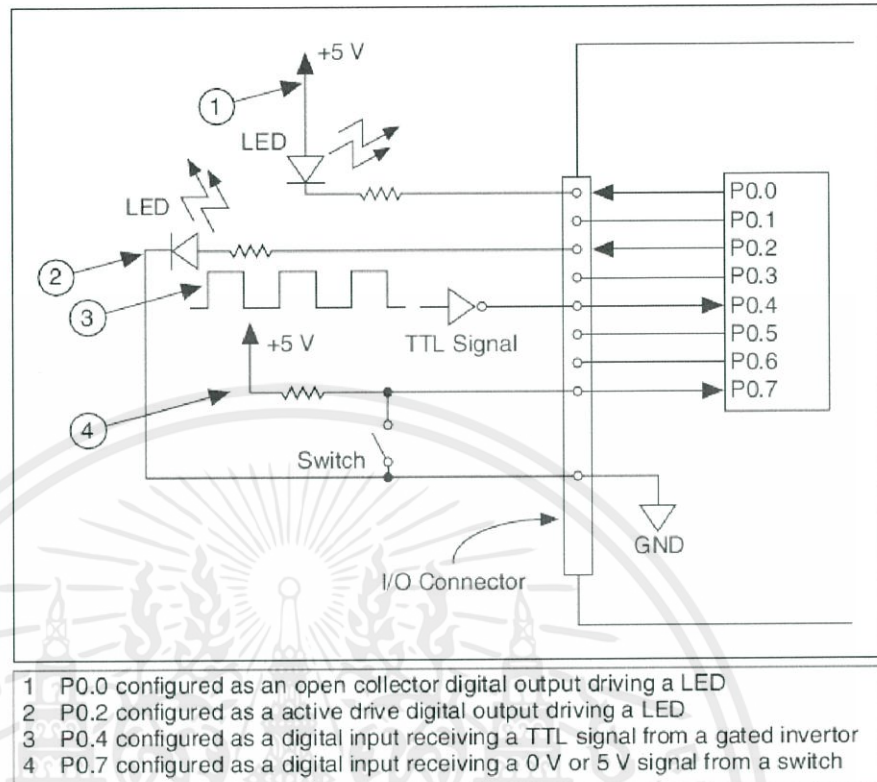 +5 V
1
LED
LED
P0.0
P0.1
2
P0.2
P0.3
3
P0.4
TTL Signal
+5 V
P0.5
P0.6
P0.7
4
Switch
GND
I/O Connector
1 P0.0 configured as an open collector digital output driving a LED
2 P0.2 configured as a active drive digital output driving a LED
3 P0.4 configured as a digital input receiving a TTL signal from a gated invertor
4 P0.7 configured as a digital input receiving a 0 V or 5 V signal from a switch